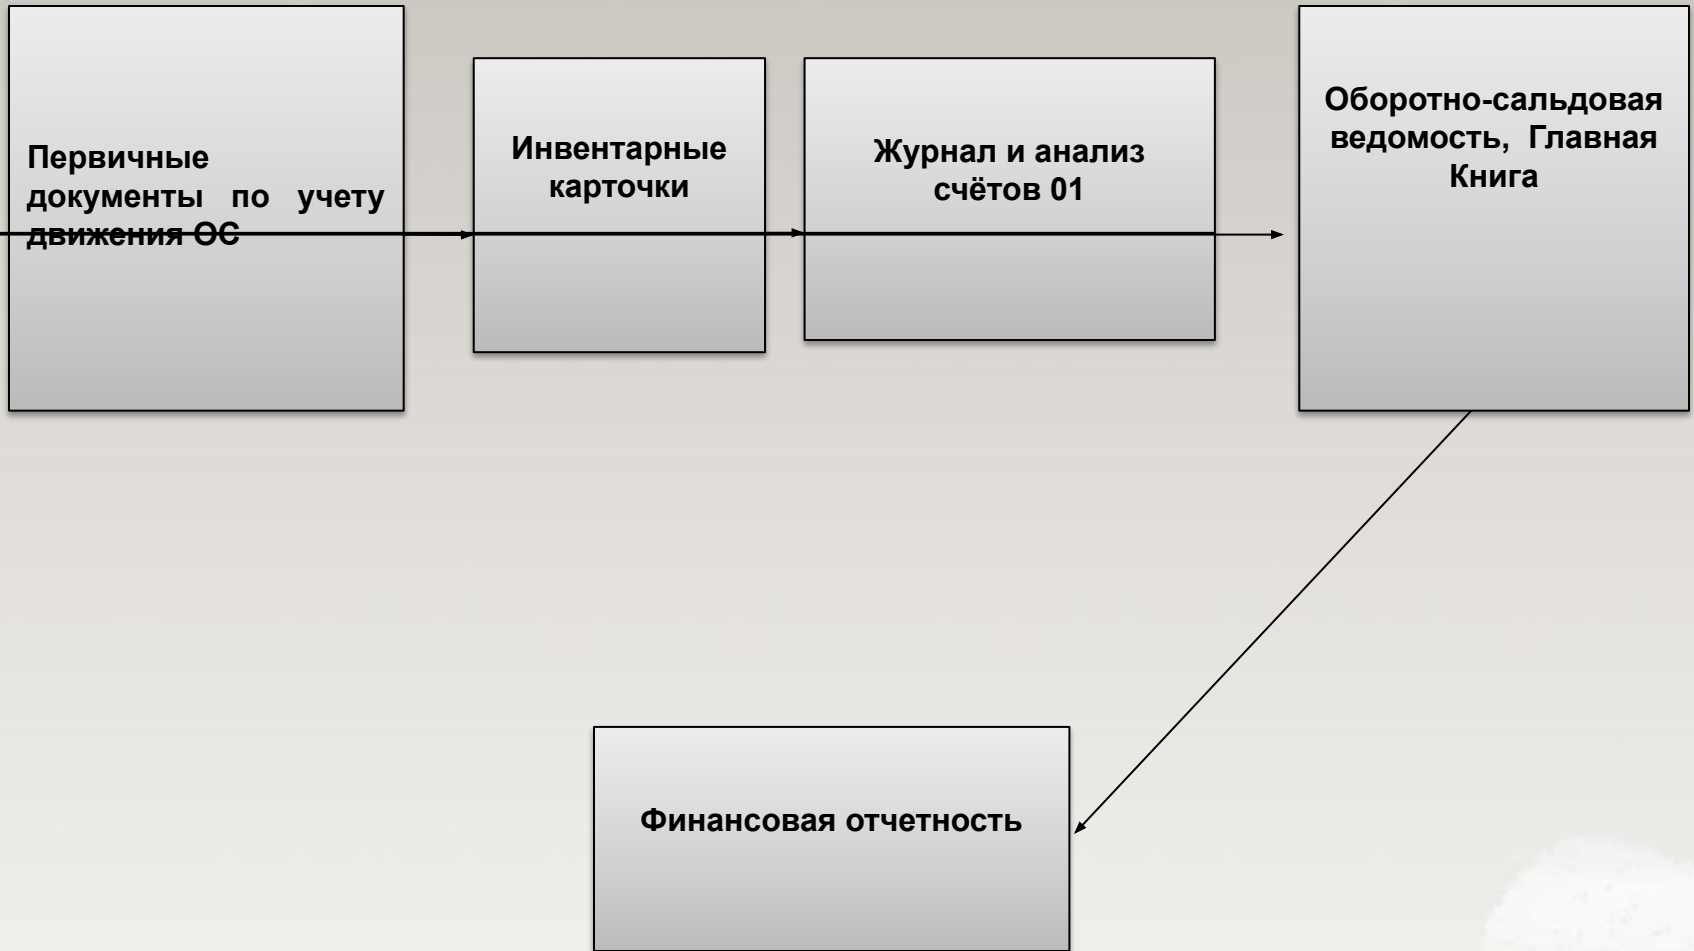 Первичные
документы по учету
движения ОС
Инвентарные
карточки
Журнал и анализ
счётов 01
Оборотно-сальдовая
ведомость, Главная
Книга
Финансовая отчетность